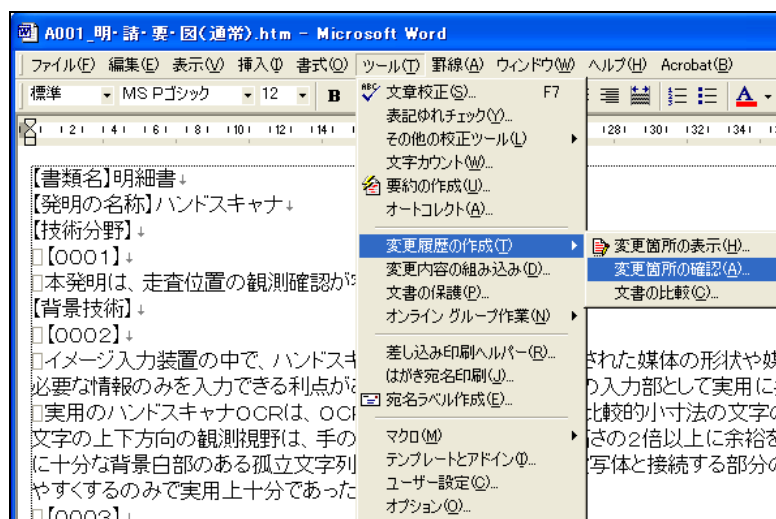 A001_明・請・要・図(通常).htm - Microsoft Word
ファイル(F) 編集(E) 表示(V) 挿入(I) 書式(O) ツール(T) 罫線(A) ウィンドウ(W) ヘルプ(H) Acrobat(B)
標準 MS Pゴシック 12 B A
文章校正(S)... F7
表記ゆれチェック(Y)...
その他の校正ツール(L)
文字カウント(W)...
要約の作成(U)...
オートコレクト(A)...
変更履歴の作成(T)
変更内容の組み込み(D)...
文書の保護(P)...
オンライン グループ作業(N)
差し込み印刷ヘルパー(R)...
はがき宛名印刷(J)...
宛名ラベル作成(E)...
マクロ(M)
テンプレートとアドイン(I)...
ユーザー設定(C)...
オプション(O)...
変更箇所の表示(H)...
変更箇所の確認(A)...
文書の比較(C)...
|2| |4| |6| |8| |10| |12| |14| |28| |30| |32| |34|
【書類名】明細書↓
【発明の名称】ハンドスキャナ↓
【技術分野】↓
□【0001】↓
□本発明は、走査位置の観測確認が
【背景技術】↓
□【0002】↓
□イメージ入力装置の中で、ハンドスキ された媒体の形状や媒
必要な情報のみを入力できる利点が の入力部として実用に
□実用のハンドスキャナOCRは、OC 比較的小寸法の文字の
文字の上下方向の観測視野は、手の さの2倍以上に余裕を
に十分な背景白部のある孤立文字列 写体と接続する部分の
やすくするのみで実用上十分であった
□【0003】↓